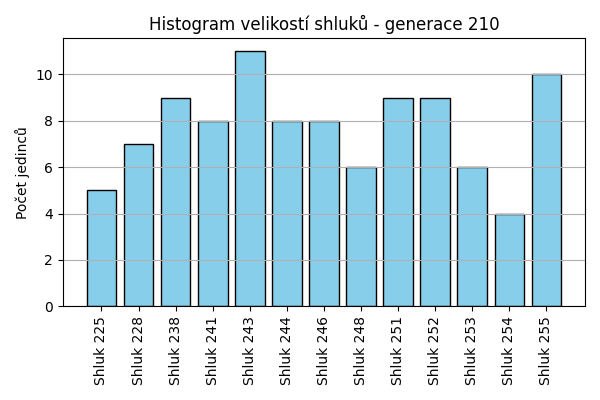 Histogram velikostí shluků - generace 210
Počet jedinců
10
8
6
4
2
0
Shluk 225
Shluk 228
Shluk 238
Shluk 241
Shluk 243
Shluk 244
Shluk 246
Shluk 248
Shluk 251
Shluk 252
Shluk 253
Shluk 254
Shluk 255